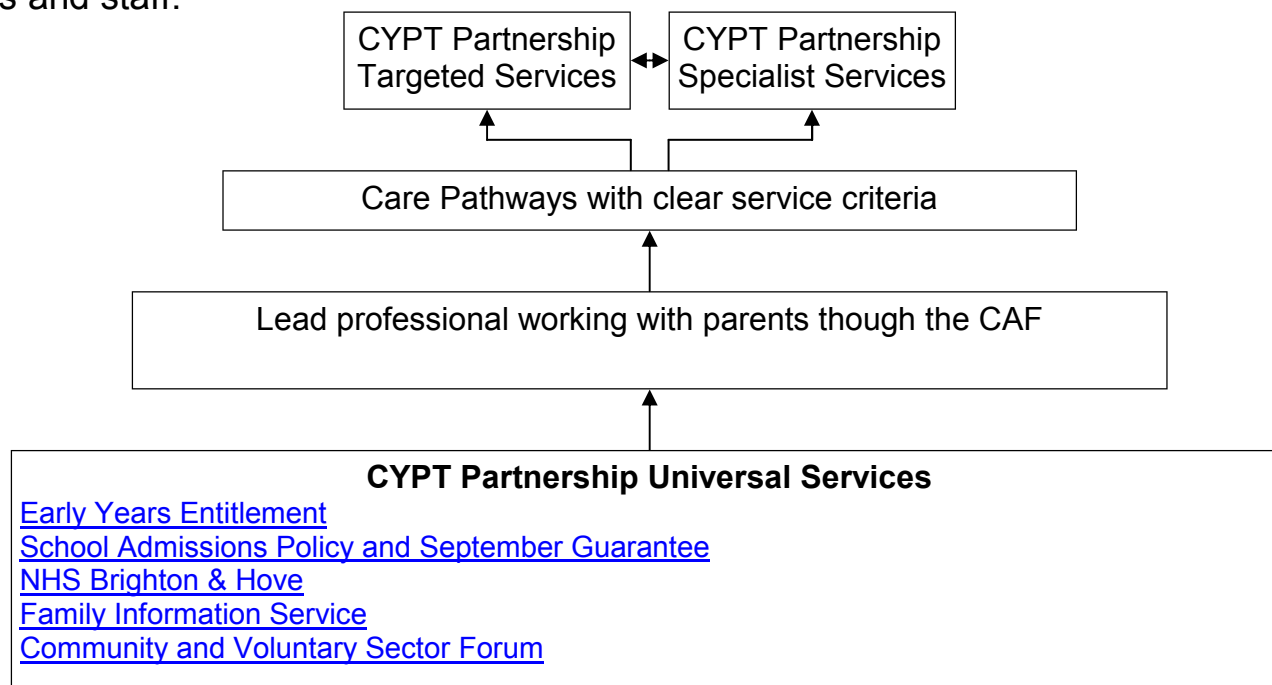 s and staff.
CYPT Partnership
Targeted Services
CYPT Partnership
Specialist Services
Care Pathways with clear service criteria
Lead professional working with parents though the CAF
CYPT Partnership Universal Services
Early Years Entitlement
School Admissions Policy and September Guarantee
NHS Brighton & Hove
Family Information Service
Community and Voluntary Sector Forum